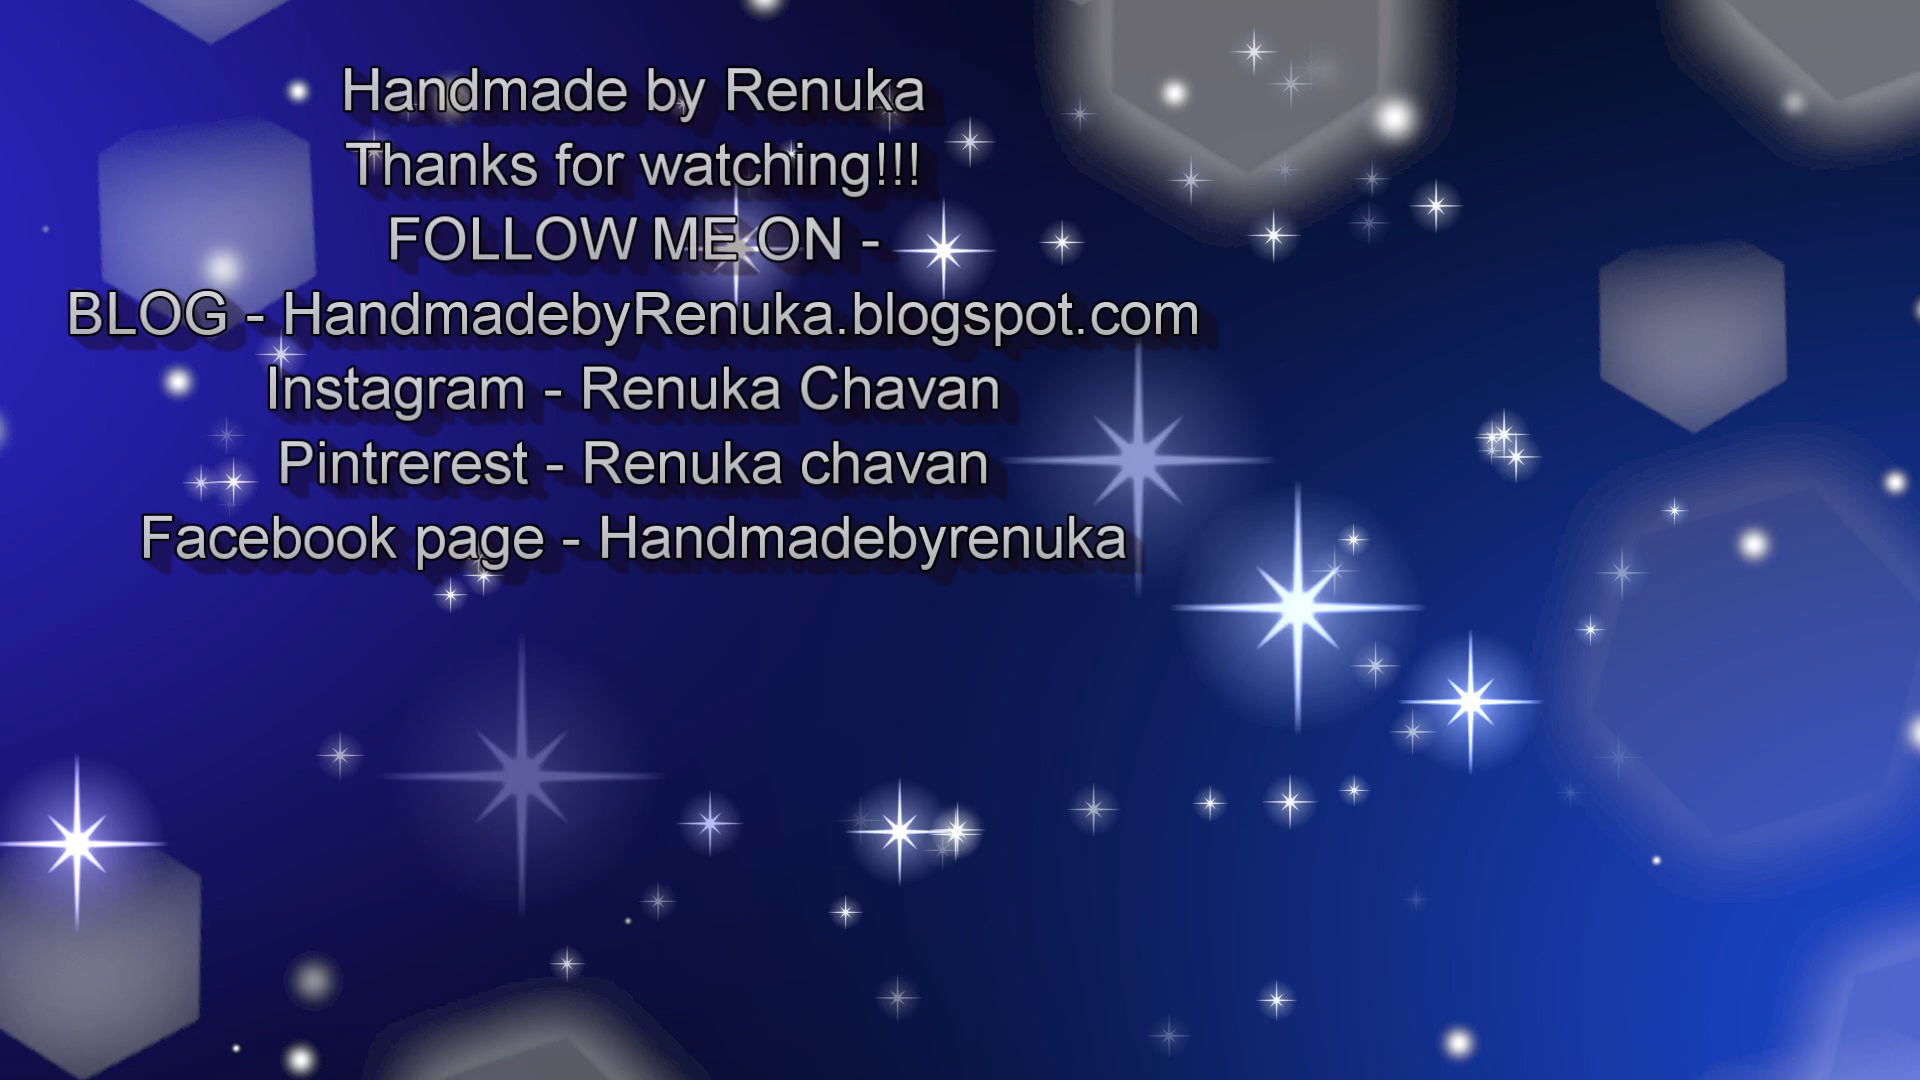 Handmade by Renuka
Thanks for watching!!!
FOLLOW ME ON -
BLOG - HandmadebyRenuka.blogspot.com
Instagram - Renuka Chavan
Pintrerest - Renuka chavan
Facebook page - Handmadebyrenuka